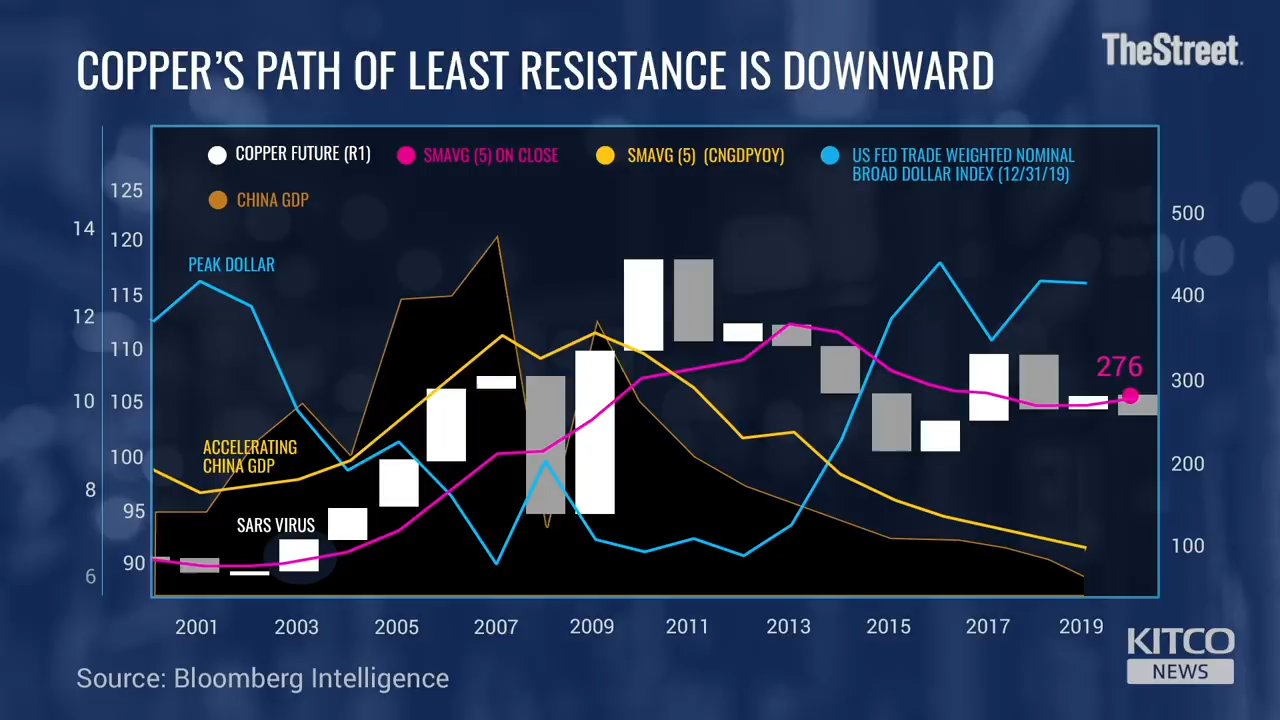 COPPER'S PATH OF LEAST RESISTANCE IS DOWNWARD
TheStreet.
COPPER FUTURE (R1)
SMAVG (5) ON CLOSE
SMAVG (5) (CNGDPYOY)
US FED TRADE WEIGHTED NOMINAL
BROAD DOLLAR INDEX (12/31/19)
CHINA GDP
14
12
10
8
6
125
120
115
110
105
100
95
90
PEAK DOLLAR
ACCELERATING
CHINA GDP
SARS VIRUS
276
500
400
300
200
100
2001 2003 2005 2007 2009 2011 2013 2015 2017 2019
Source: Bloomberg Intelligence
KITCO
NEWS